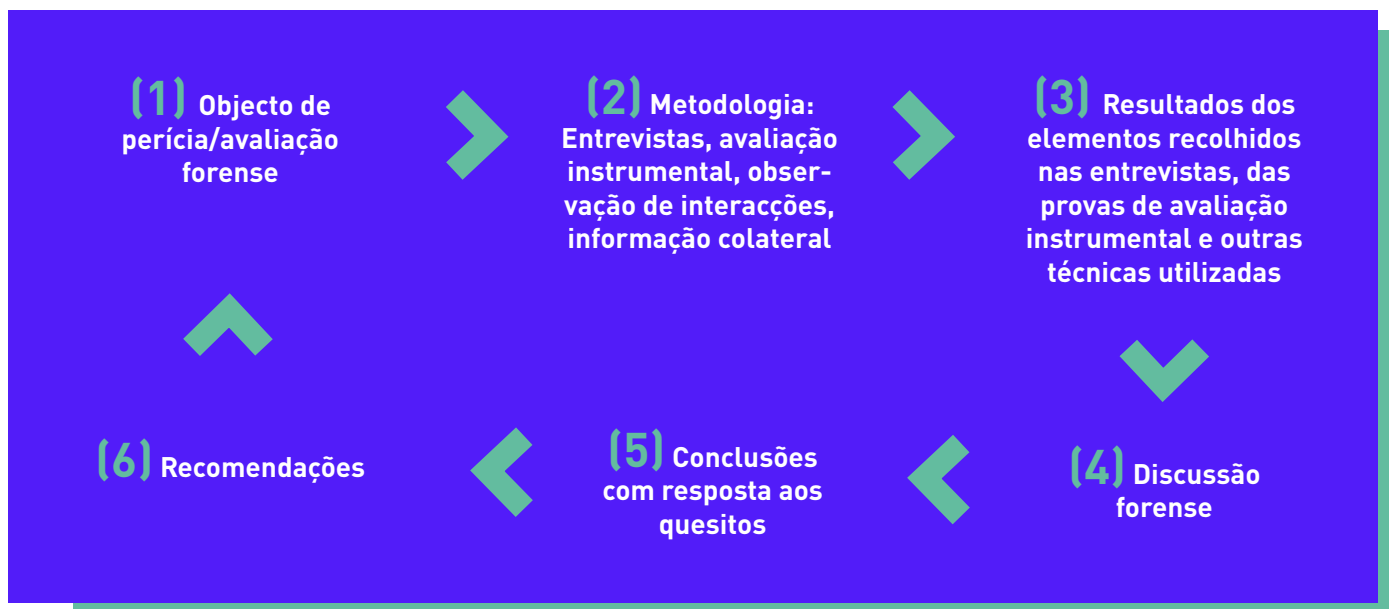 (1) Objecto de
perícia/avaliação
forense
(2) Metodologia:
Entrevistas, avaliação
instrumental, obser-
vação de interacções,
informação colateral
(3) Resultados dos
elementos recolhidos
nas entrevistas, das
provas de avaliação
instrumental e outras
técnicas utilizadas
(4) Discussão
forense
(5) Conclusões
com resposta aos
quesitos
(6) Recomendações